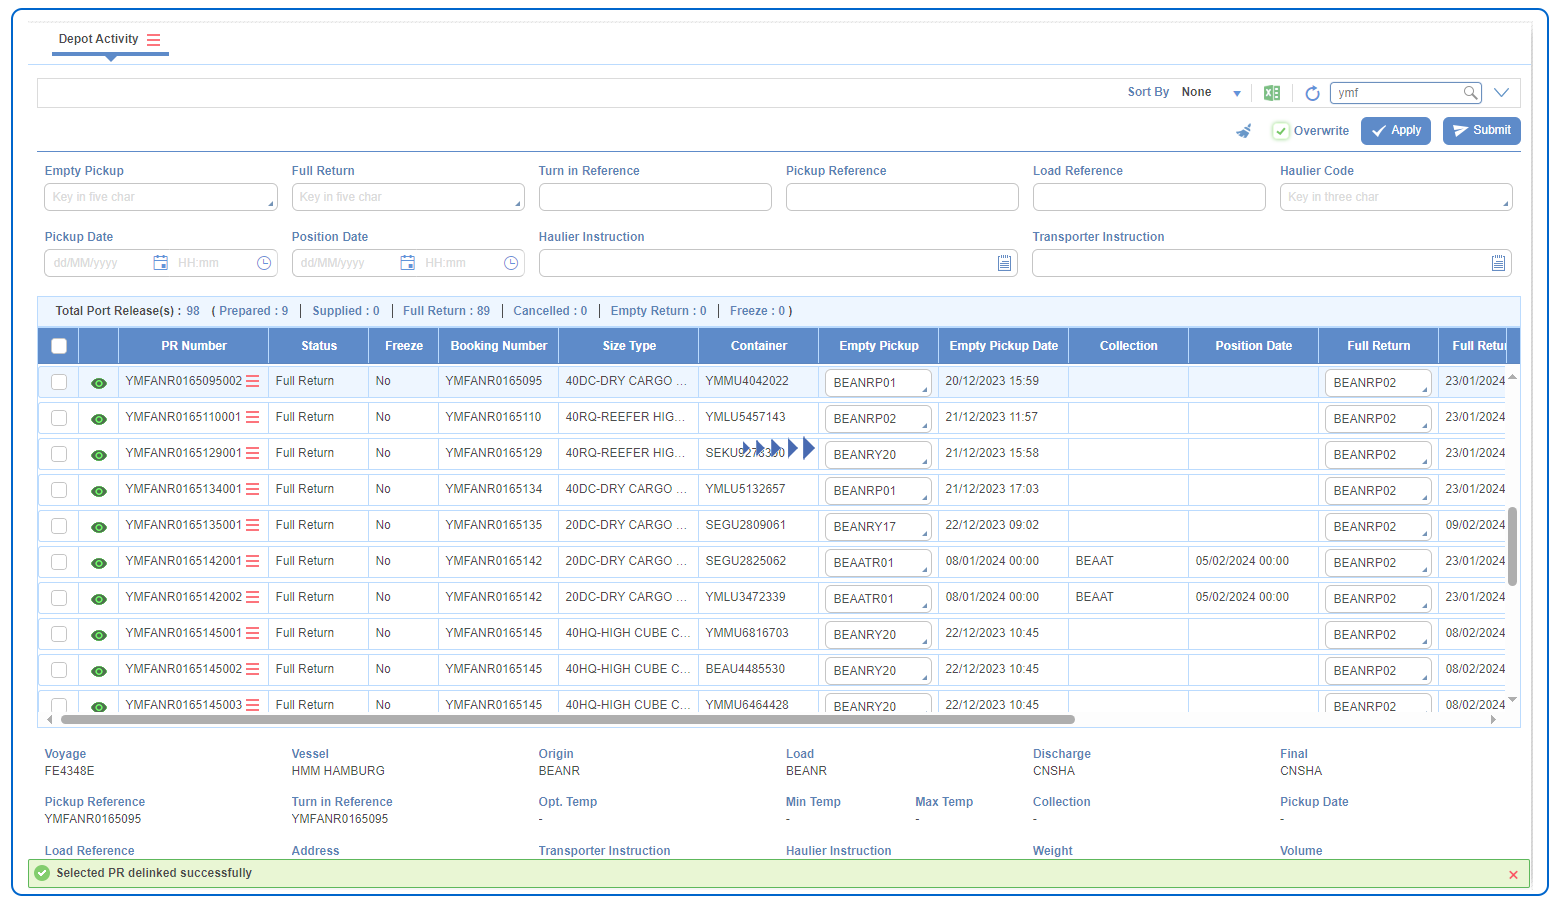 Depot Activity
Sort By None ymf
Overwrite Apply Submit
Empty Pickup Full Return Turn in Reference Pickup Reference Load Reference Haulier Code
Key in five char Key in five char Key in three char
Pickup Date Position Date Haulier Instruction Transporter Instruction
dd/MM/yyyy HH:mm dd/MM/yyyy HH:mm
Total Port Release(s) : 98 ( Prepared : 9 | Supplied : 0 | Full Return : 89 | Cancelled : 0 | Empty Return : 0 | Freeze : 0 )
PR Number Status Freeze Booking Number Size Type Container Empty Pickup Empty Pickup Date Collection Position Date Full Return Full Retur
YMFANR0165095002 Full Return No YMFANR0165095 40DC-DRY CARGO ... YMMU4042022 BEANRP01 20/12/2023 15:59 BEANRP02 23/01/2024
YMFANR0165110001 Full Return No YMFANR0165110 40RQ-REEFER HIG... YMLU5457143 BEANRP02 21/12/2023 11:57 BEANRP02 23/01/2024
YMFANR0165129001 Full Return No YMFANR0165129 40RQ-REEFER HIG... BEANRY20 21/12/2023 15:58 BEANRP02 23/01/2024
YMFANR0165134001 Full Return No YMFANR0165134 40DC-DRY CARGO ... YMLU5132657 BEANRP01 21/12/2023 17:03 BEANRP02 23/01/2024
YMFANR0165135001 Full Return No YMFANR0165135 20DC-DRY CARGO ... SEGU2809061 BEANRY17 22/12/2023 09:02 BEANRP02 09/02/2024
YMFANR0165142001 Full Return No YMFANR0165142 20DC-DRY CARGO ... SEGU2825062 BEAATR01 08/01/2024 00:00 BEAAT 05/02/2024 00:00 BEANRP02 23/01/2024
YMFANR0165142002 Full Return No YMFANR0165142 20DC-DRY CARGO ... YMLU3472339 BEAATR01 08/01/2024 00:00 BEAAT 05/02/2024 00:00 BEANRP02 23/01/2024
YMFANR0165145001 Full Return No YMFANR0165145 40HQ-HIGH CUBE C... YMMU6816703 BEANRY20 22/12/2023 10:45 BEANRP02 08/02/2024
YMFANR0165145002 Full Return No YMFANR0165145 40HQ-HIGH CUBE C... BEAU4485530 BEANRY20 22/12/2023 10:45 BEANRP02 08/02/2024
YMFANR0165145003 Full Return No YMFANR0165145 40HQ-HIGH CUBE C... YMMU6464428 BEANRY20 22/12/2023 10:45 BEANRP02 08/02/2024
Voyage Vessel Origin Load Discharge Final
FE4348E HMM HAMBURG BEANR BEANR CNSHA CNSHA
Pickup Reference Turn in Reference Opt. Temp Min Temp Max Temp Collection Pickup Date
YMFANR0165095 YMFANR0165095 - - - - -
Load Reference Address Transporter Instruction Haulier Instruction Weight Volume
Selected PR delinked successfully